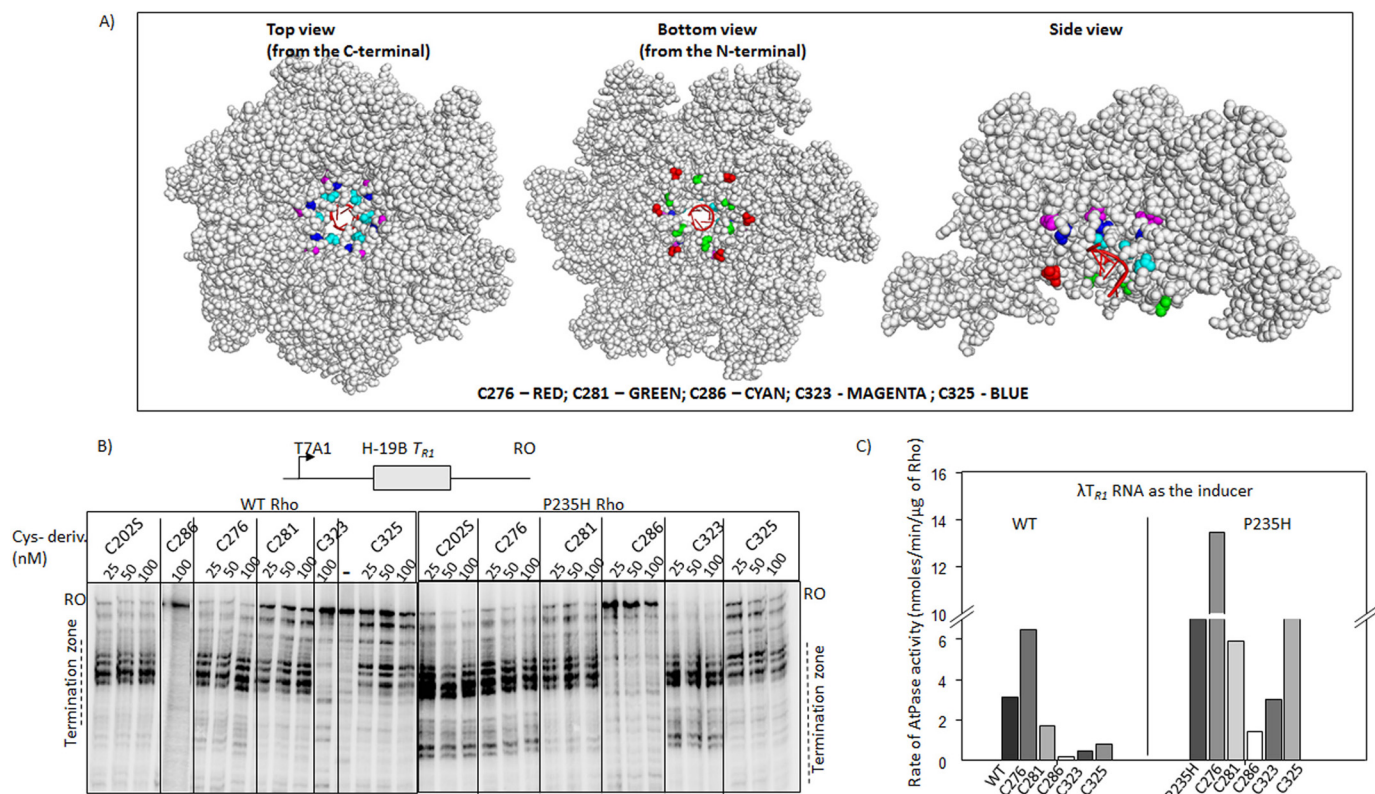 A)
Top view
(from the C-terminal)
Bottom view
(from the N-terminal)
Side view
C276 – RED; C281 – GREEN; C286 – CYAN; C323 - MAGENTA ; C325 - BLUE
B)
T7A1 H-19B TR1 RO
WT Rho P235H Rho
Cys- deriv.
(nM)
C202S C286 C276 C281 C323 C325 C202S C276 C281 C286 C323 C325
25 50 100 100 25 50 100 25 50 100 100 - 25 50 100 25 50 100 25 50 100 25 50 100 25 50 100 25 50 100 25 50 100
RO RO
Termination zone
Termination zone
C)
λTR1 RNA as the inducer
WT P235H
Rate of AtPase activity (nmoles/min/µg of Rho)
16
14
12
10
6
4
2
0
WT C276 C281 C286 C323 C325 P235H C276 C281 C286 C323 C325